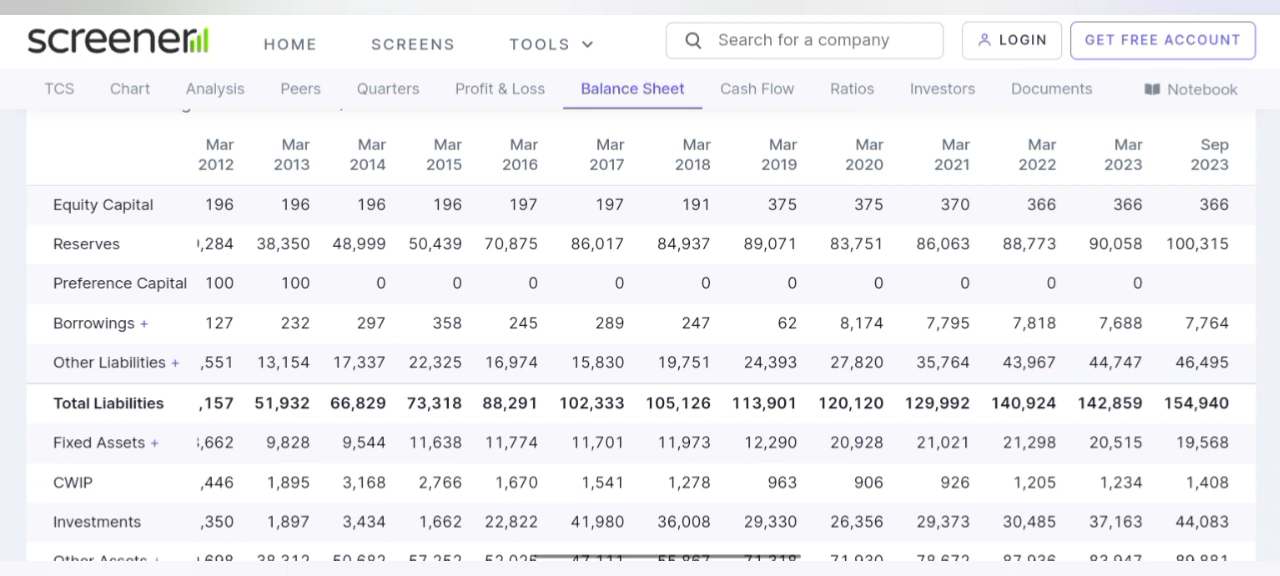 screener
HOME SCREENS TOOLS Search for a company LOGIN GET FREE ACCOUNT
TCS Chart Analysis Peers Quarters Profit & Loss Balance Sheet Cash Flow Ratios Investors Documents Notebook
Mar 2012 Mar 2013 Mar 2014 Mar 2015 Mar 2016 Mar 2017 Mar 2018 Mar 2019 Mar 2020 Mar 2021 Mar 2022 Mar 2023 Sep 2023
Equity Capital 196 196 196 196 197 197 191 375 375 370 366 366 366
Reserves ,284 38,350 48,999 50,439 70,875 86,017 84,937 89,071 83,751 86,063 88,773 90,058 100,315
Preference Capital 100 100 0 0 0 0 0 0 0 0 0 0
Borrowings + 127 232 297 358 245 289 247 62 8,174 7,795 7,818 7,688 7,764
Other Liabilities + ,551 13,154 17,337 22,325 16,974 15,830 19,751 24,393 27,820 35,764 43,967 44,747 46,495
Total Liabilities ,157 51,932 66,829 73,318 88,291 102,333 105,126 113,901 120,120 129,992 140,924 142,859 154,940
Fixed Assets + ,662 9,828 9,544 11,638 11,774 11,701 11,973 12,290 20,928 21,021 21,298 20,515 19,568
CWIP ,446 1,895 3,168 2,766 1,670 1,541 1,278 963 906 926 1,205 1,234 1,408
Investments ,350 1,897 3,434 1,662 22,822 41,980 36,008 29,330 26,356 29,373 30,485 37,163 44,083
Other Assets